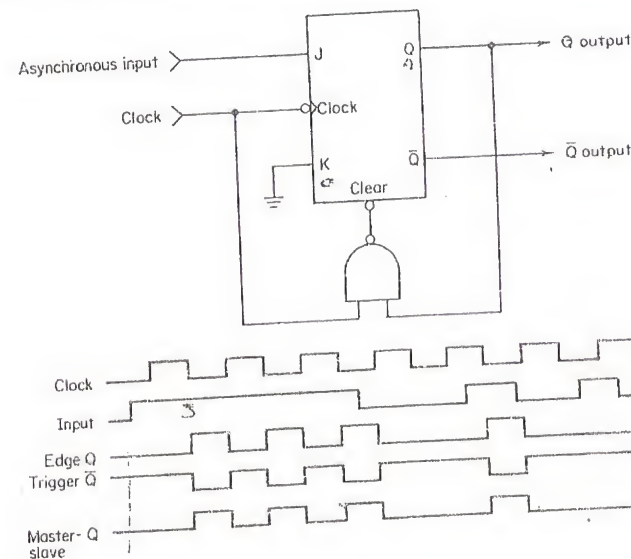 Asynchronous input
J
Q
Q output
Clock
Clock
K
Q̄
Q̄ output
Clear
Clock
Input
Edge Q
Trigger Q̄
Master- Q
slave